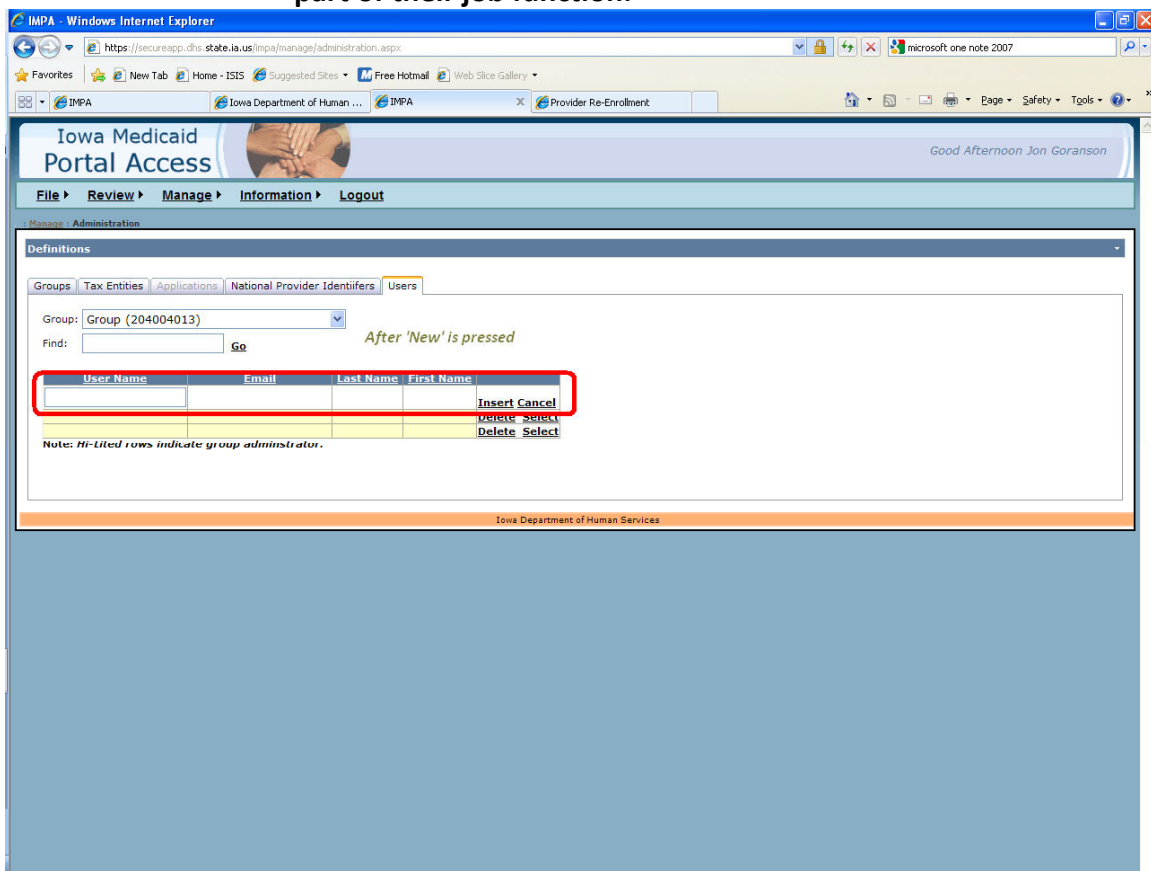 part of their job function.
IMPA - Windows Internet Explorer
https://secureapp.dhs.state.ia.us/impa/manage/administration.aspx microsoft one note 2007
Favorites New Tab Home - ISIS Suggested Sites Free Hotmail Web Slice Gallery
IMPA Iowa Department of Human ... IMPA X Provider Re-Enrollment Page Safety Tools »
Iowa Medicaid
Portal Access
Good Afternoon Jon Goranson
File Review Manage Information Logout
: Manage : Administration
Definitions
Groups Tax Entities Applications National Provider Identiifers Users
Group: Group (204004013)
Find: Go
After 'New' is pressed
User Name Email Last Name First Name
Insert Cancel
Delete Select
Delete Select
Note: Hi-Lited rows indicate group adminstrator.
Iowa Department of Human Services